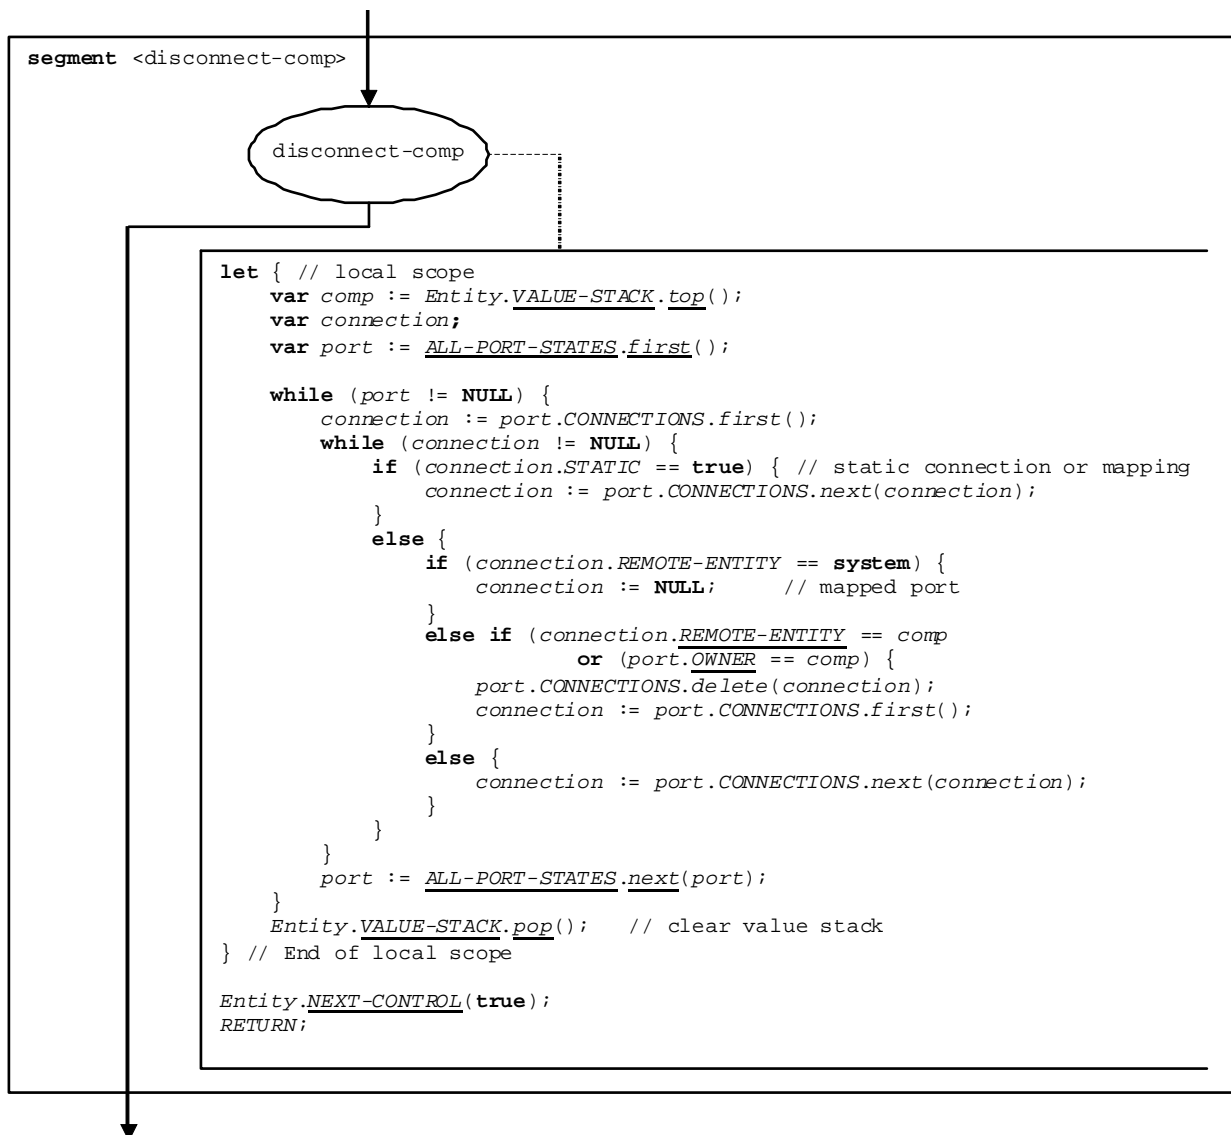 segment <disconnect-comp>
disconnect-comp
let { // local scope
    var comp := Entity.VALUE-STACK.top();
    var connection;
    var port := ALL-PORT-STATES.first();
    while (port != NULL) {
        connection := port.CONNECTIONS.first();
        while (connection != NULL) {
            if (connection.STATIC == true) { // static connection or mapping
                connection := port.CONNECTIONS.next(connection);
            }
            else {
                if (connection.REMOTE-ENTITY == system) {
                    connection := NULL;      // mapped port
                }
                else if (connection.REMOTE-ENTITY == comp
                            or (port.OWNER == comp) {
                    port.CONNECTIONS.delete(connection);
                    connection := port.CONNECTIONS.first();
                }
                else {
                    connection := port.CONNECTIONS.next(connection);
                }
            }
        }
        port := ALL-PORT-STATES.next(port);
    }
    Entity.VALUE-STACK.pop();   // clear value stack
} // End of local scope
Entity.NEXT-CONTROL(true);
RETURN;